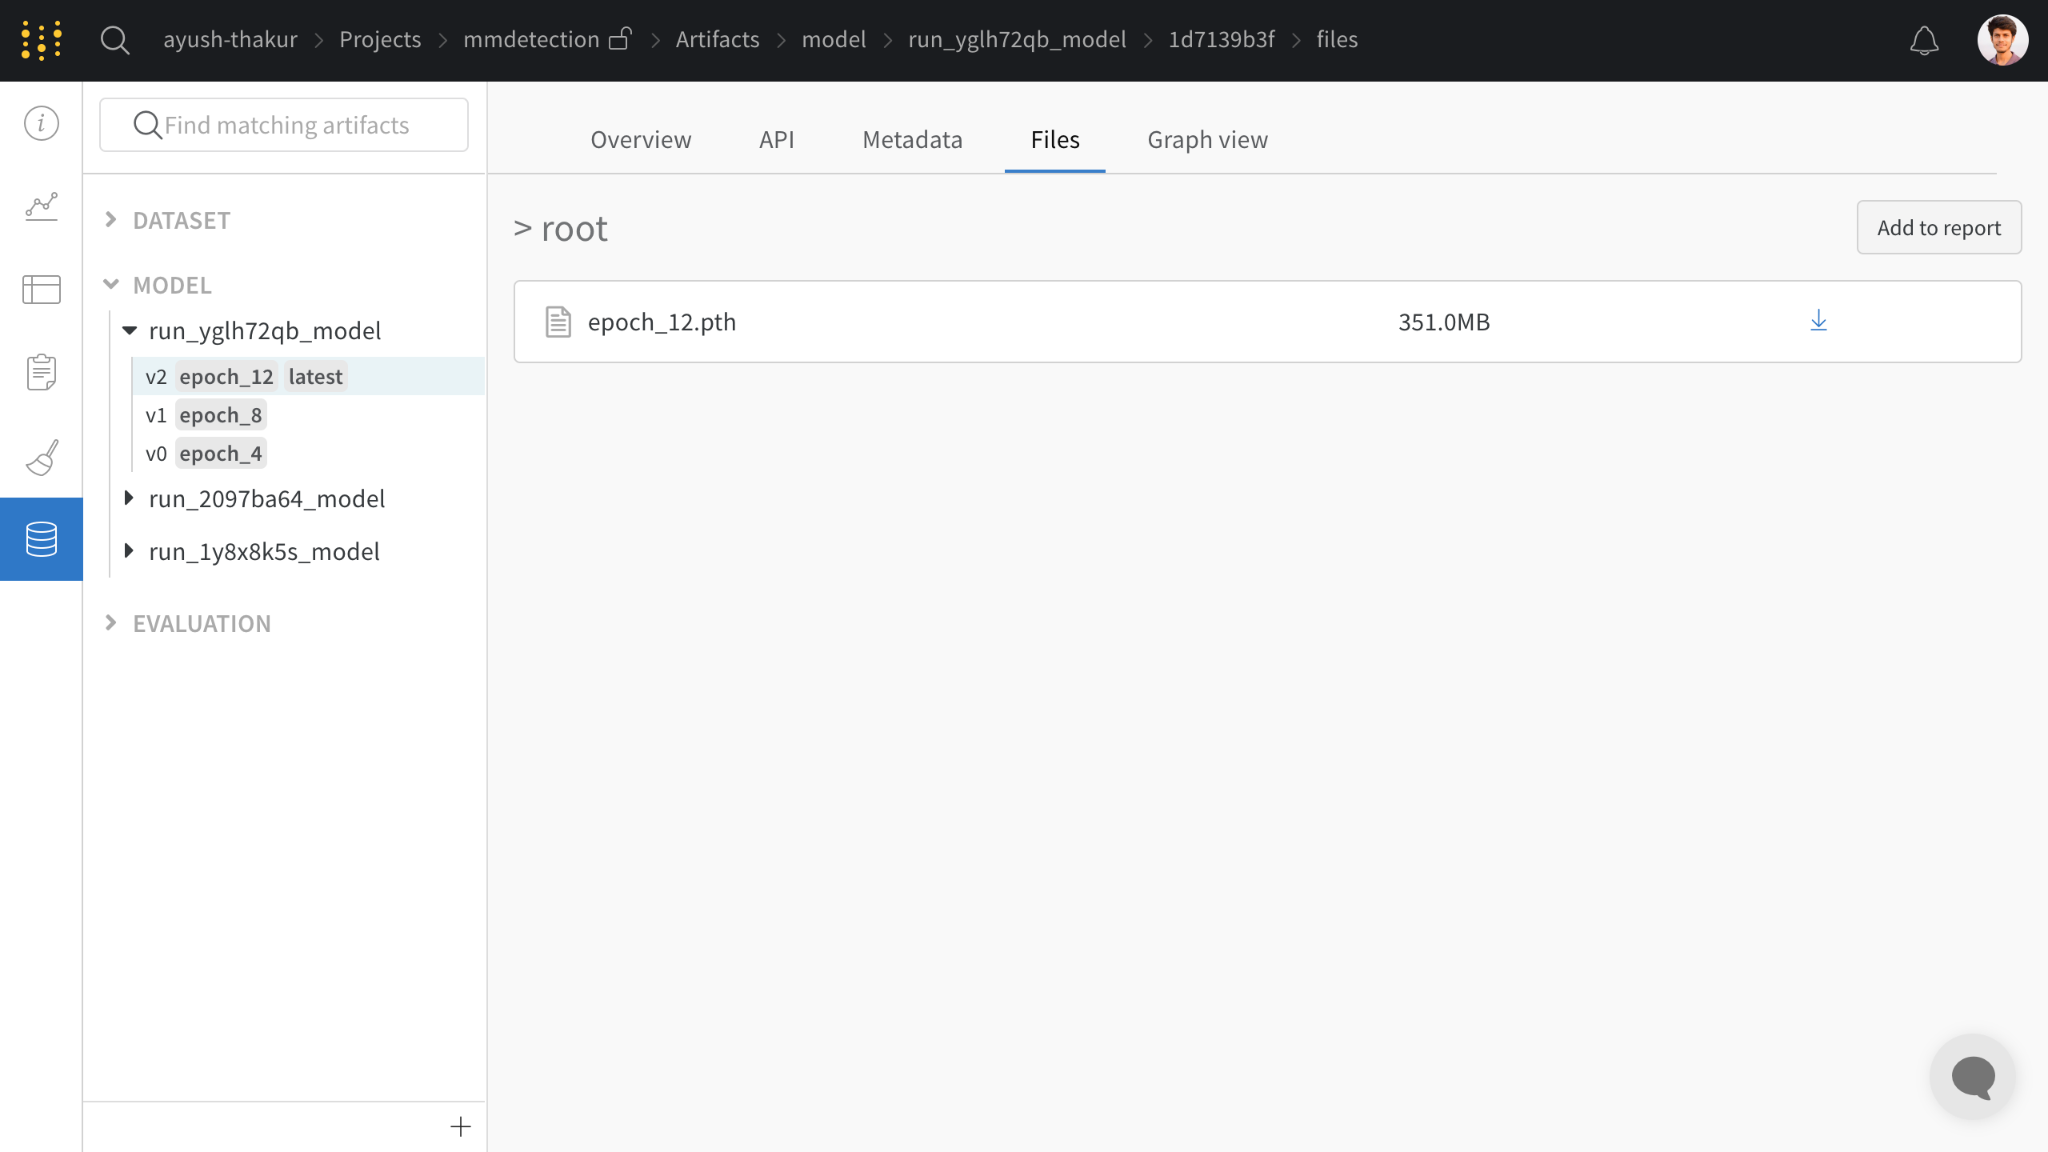 ayush-thakur > Projects > mmdetection > Artifacts > model > run_yglh72qb_model > 1d7139b3f > files
Find matching artifacts
DATASET
MODEL
run_yglh72qb_model
v2 epoch_12 latest
v1 epoch_8
v0 epoch_4
run_2097ba64_model
run_1y8x8k5s_model
EVALUATION
Overview API Metadata Files Graph view
> root
Add to report
epoch_12.pth 351.0MB